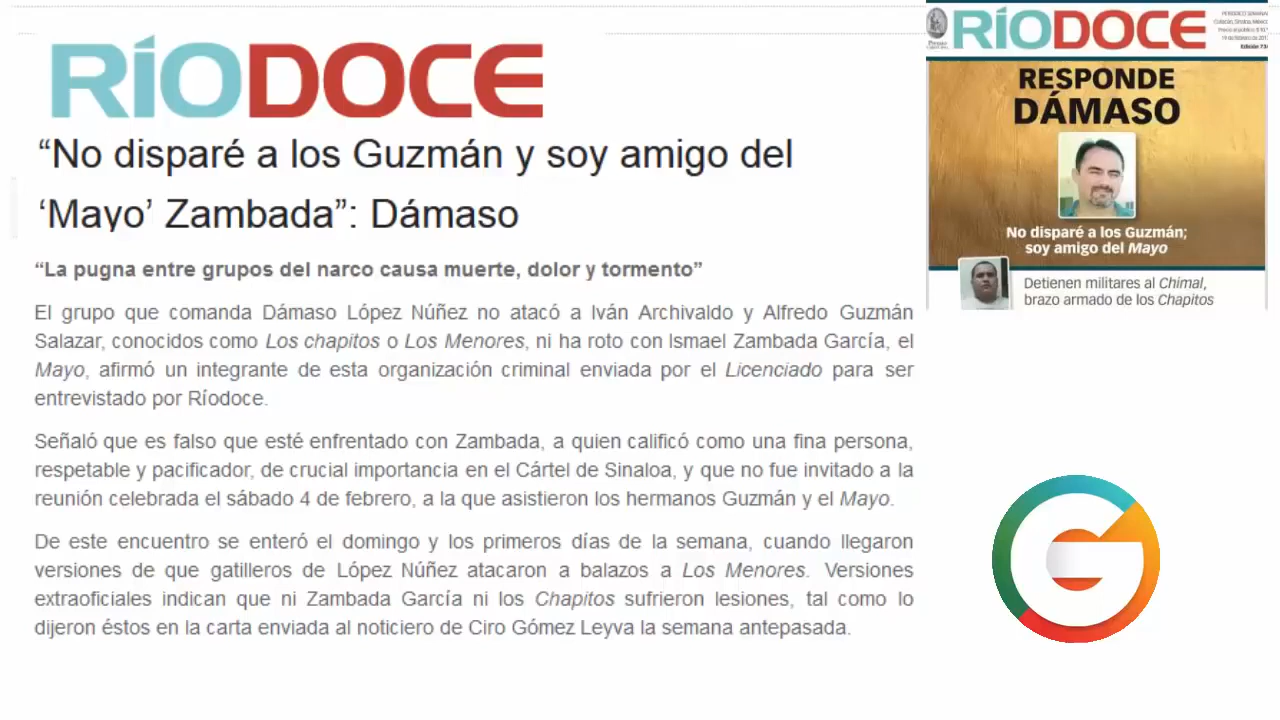 RÍODOCE
“No disparé a los Guzmán y soy amigo del
‘Mayo’ Zambada”: Dámaso
“La pugna entre grupos del narco causa muerte, dolor y tormento”
El grupo que comanda Dámaso López Núñez no atacó a Iván Archivaldo y Alfredo Guzmán
Salazar, conocidos como Los chapitos o Los Menores, ni ha roto con Ismael Zambada García, el
Mayo, afirmó un integrante de esta organización criminal enviada por el Licenciado para ser
entrevistado por Ríodoce.
Señaló que es falso que esté enfrentado con Zambada, a quien calificó como una fina persona,
respetable y pacificador, de crucial importancia en el Cártel de Sinaloa, y que no fue invitado a la
reunión celebrada el sábado 4 de febrero, a la que asistieron los hermanos Guzmán y el Mayo.
De este encuentro se enteró el domingo y los primeros días de la semana, cuando llegaron
versiones de que gatilleros de López Núñez atacaron a balazos a Los Menores. Versiones
extraoficiales indican que ni Zambada García ni los Chapitos sufrieron lesiones, tal como lo
dijeron éstos en la carta enviada al noticiero de Ciro Gómez Leyva la semana antepasada.
RÍODOCE
RESPONDE
DÁMASO
No disparé a los Guzmán;
soy amigo del Mayo
Detienen militares al Chimal,
brazo armado de los Chapitos
G